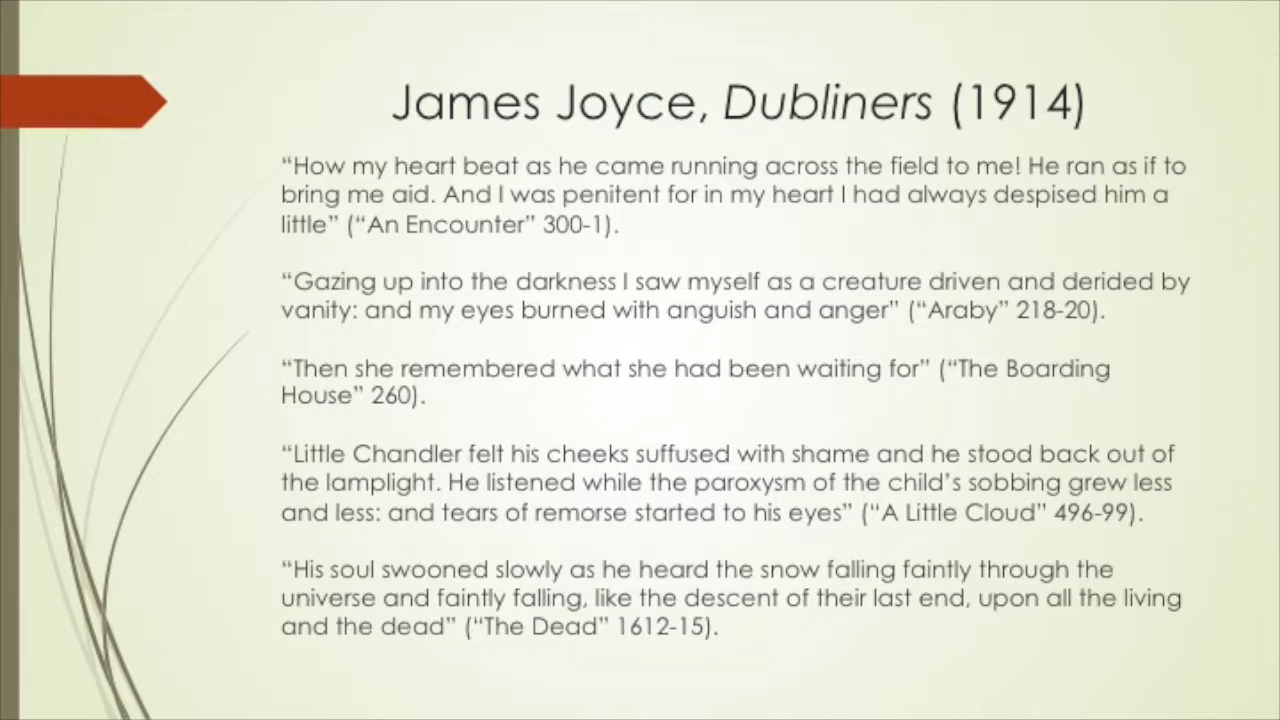 James Joyce, Dubliners (1914)
“How my heart beat as he came running across the field to me! He ran as if to
bring me aid. And I was penitent for in my heart I had always despised him a
little” (“An Encounter” 300-1).
“Gazing up into the darkness I saw myself as a creature driven and derided by
vanity: and my eyes burned with anguish and anger” (“Araby” 218-20).
“Then she remembered what she had been waiting for” (“The Boarding
House” 260).
“Little Chandler felt his cheeks suffused with shame and he stood back out of
the lamplight. He listened while the paroxysm of the child’s sobbing grew less
and less: and tears of remorse started to his eyes” (“A Little Cloud” 496-99).
“His soul swooned slowly as he heard the snow falling faintly through the
universe and faintly falling, like the descent of their last end, upon all the living
and the dead” (“The Dead” 1612-15).